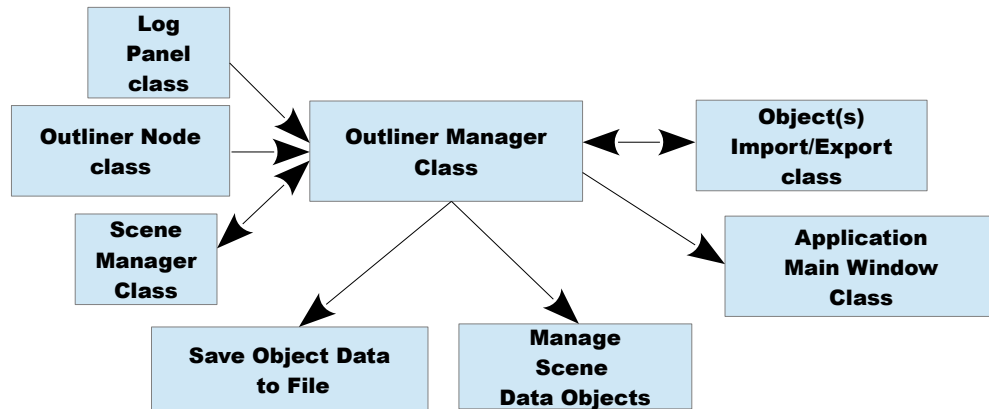 Log
Panel
class
Outliner Node
class
Scene
Manager
Class
Outliner Manager
Class
Object(s)
Import/Export
class
Application
Main Window
Class
Save Object Data
to File
Manage
Scene
Data Objects